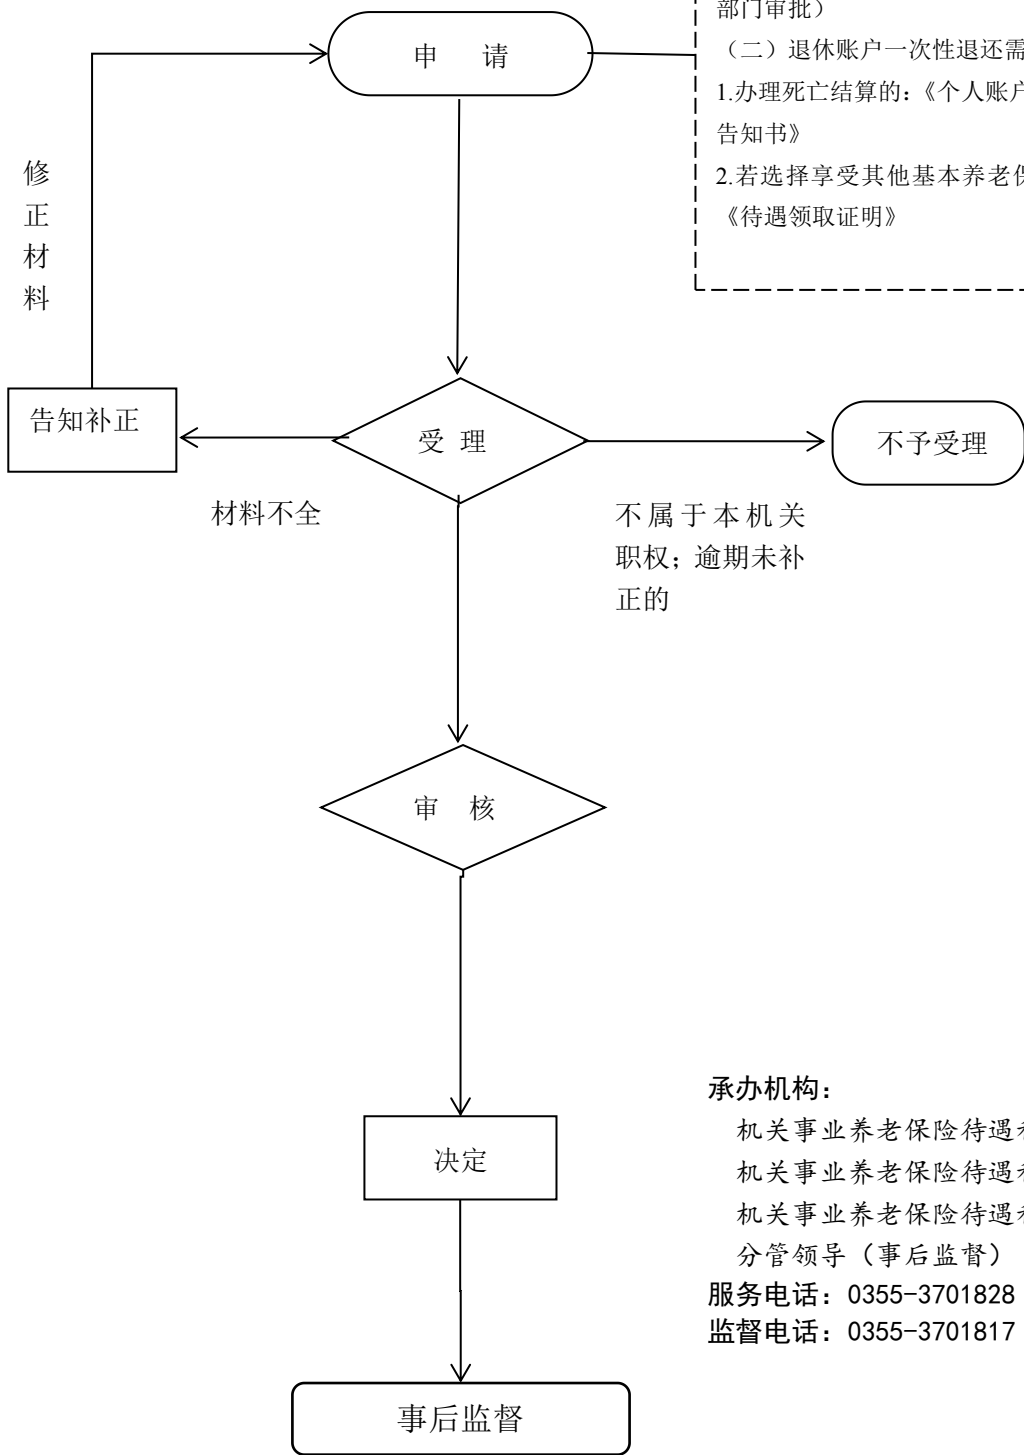 部门审批）
申 请
（二）退休账户一次性退还需
1.办理死亡结算的：《个人账户
告知书》
2.若选择享受其他基本养老保
《待遇领取证明》
修
正
材
料
告知补正
受 理
不予受理
材料不全
不属于本机关
职权；逾期未补
正的
审 核
决定
承办机构：
机关事业养老保险待遇
机关事业养老保险待遇
机关事业养老保险待遇
分管领导（事后监督）
服务电话：0355-3701828
监督电话：0355-3701817
事后监督